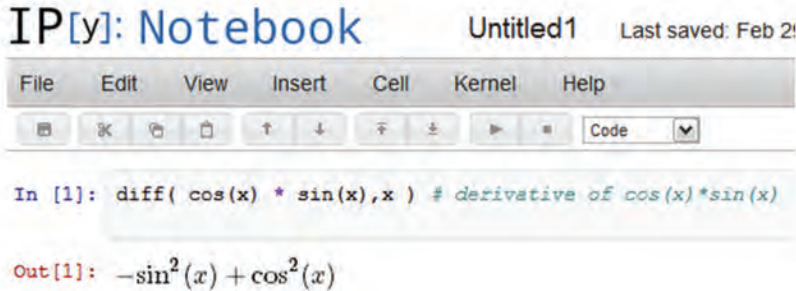 IP[y]: Notebook Untitled1 Last saved: Feb 29
File Edit View Insert Cell Kernel Help
Code
In [1]: diff( cos(x) * sin(x),x ) # derivative of cos(x)*sin(x)
Out[1]: −sin²(x) + cos²(x)